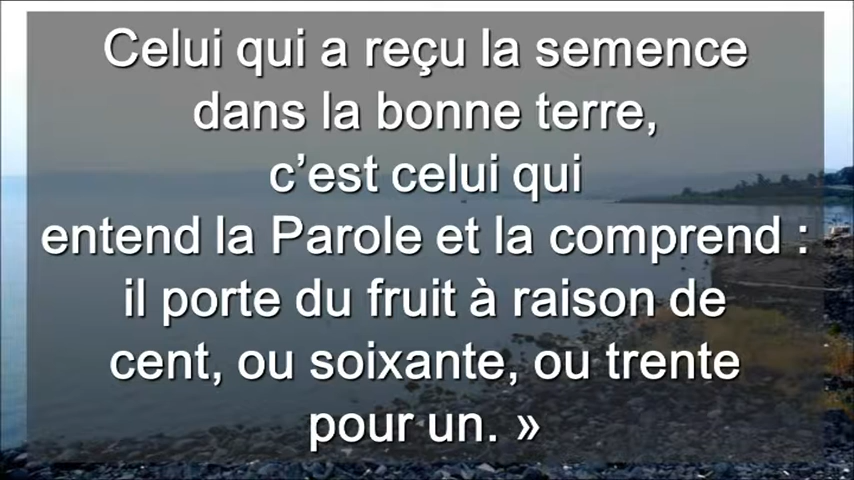 Celui qui a reçu la semence
dans la bonne terre,
c’est celui qui
entend la Parole et la comprend :
il porte du fruit à raison de
cent, ou soixante, ou trente
pour un. »